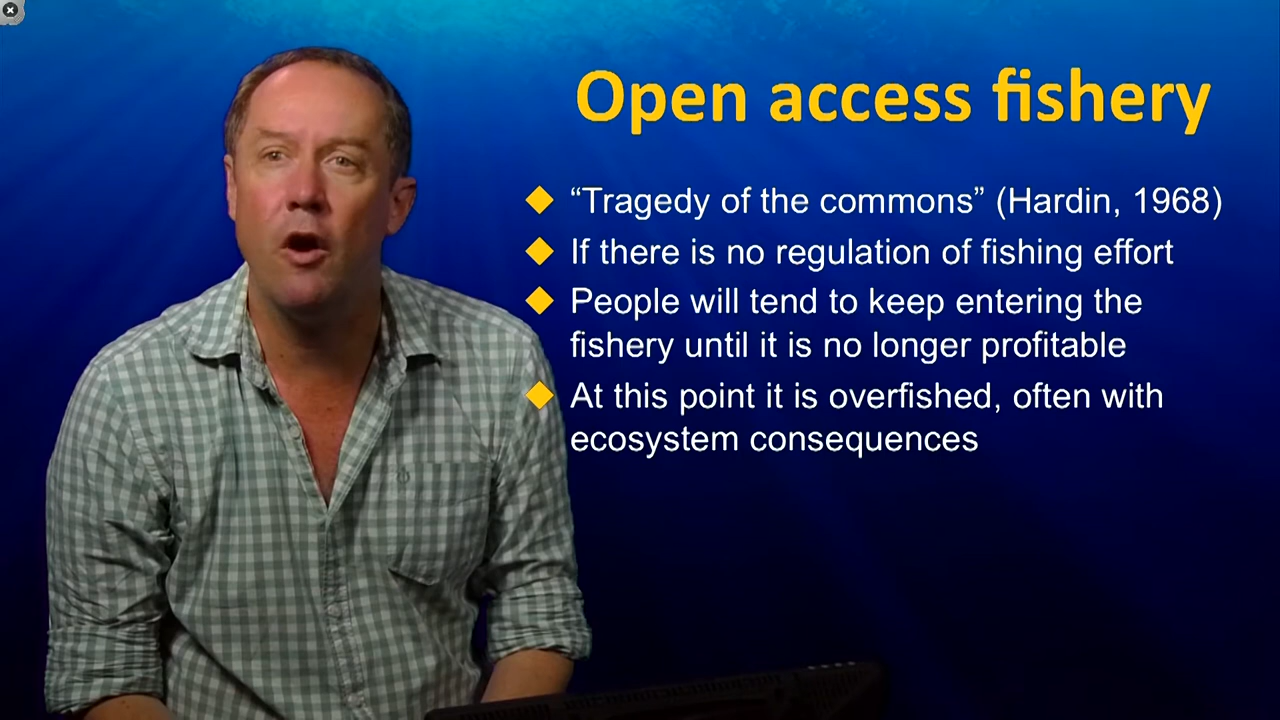 Open access fishery
“Tragedy of the commons” (Hardin, 1968)
If there is no regulation of fishing effort
People will tend to keep entering the
fishery until it is no longer profitable
At this point it is overfished, often with
ecosystem consequences